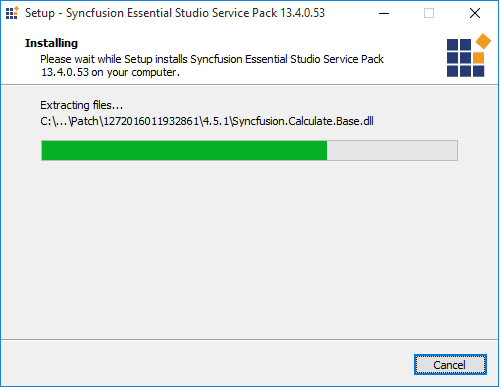 Setup - Syncfusion Essential Studio Service Pack 13.4.0.53
Installing
Please wait while Setup installs Syncfusion Essential Studio Service Pack
13.4.0.53 on your computer.
Extracting files...
C:\...\Patch\1272016011932861\4.5.1\Syncfusion.Calculate.Base.dll
Cancel